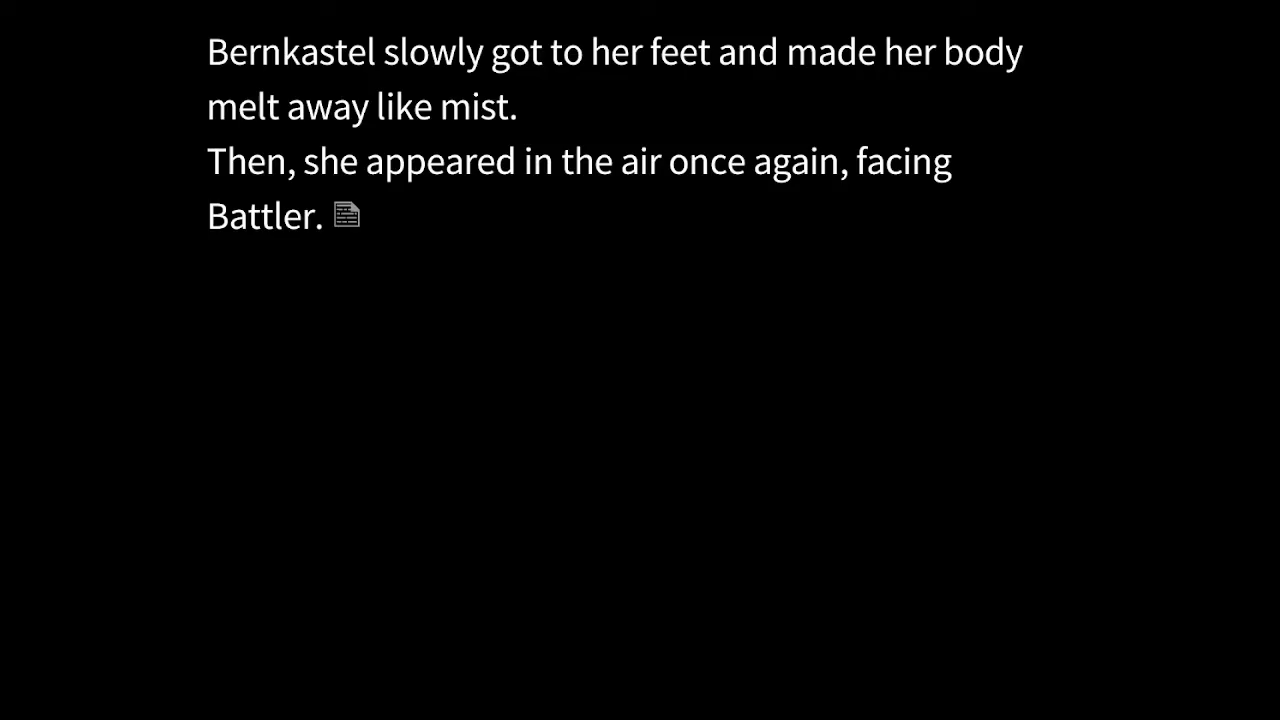 Bernkastel slowly got to her feet and made her body
melt away like mist.
Then, she appeared in the air once again, facing
Battler.